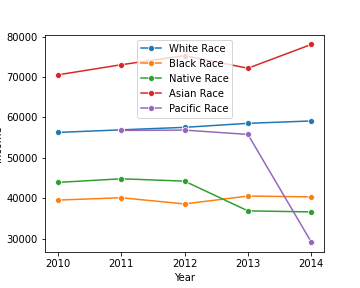 80000
70000
60000
50000
40000
30000
White Race
Black Race
Native Race
Asian Race
Pacific Race
2010 2011 2012 2013 2014
Year